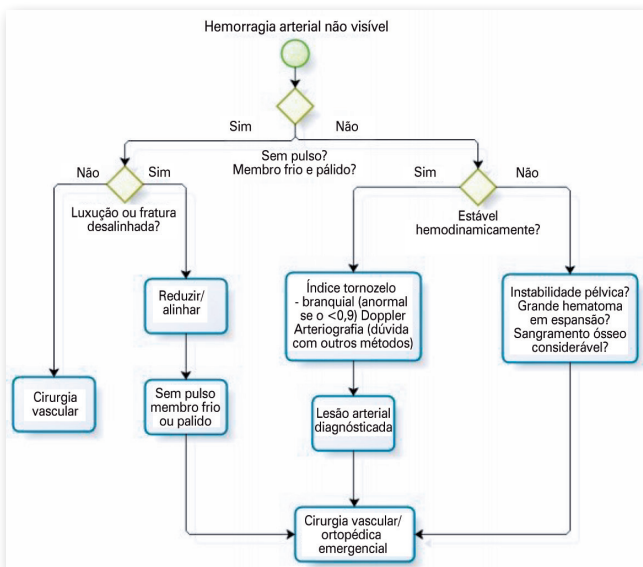 Hemorragia arterial não visível
Sim
Não
Sem pulso?
Membro frio e pálido?
Não
Sim
Sim
Não
Luxução ou fratura
desalinhada?
Estável
hemodinamicamente?
Reduzir/
alinhar
Índice tornozelo
- branquial (anormal
se o <0,9) Doppler
Arteriografia (dúvida
com outros métodos)
Instabilidade pélvica?
Grande hematoma
em espansão?
Sangramento ósseo
considerável?
Cirurgia
vascular
Sem pulso
membro frio
ou palido
Lesão arterial
diagnósticada
Cirurgia vascular/
ortopédica
emergencial